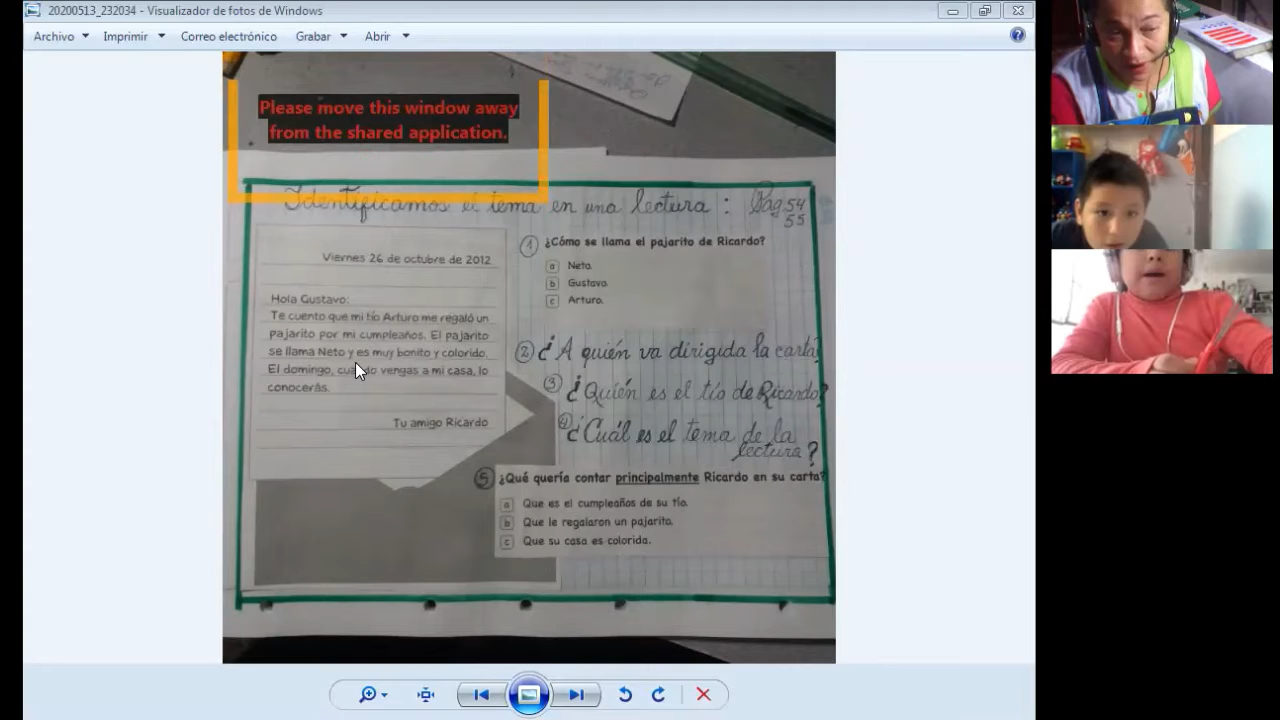 20200513_232034 - Visualizador de fotos de Windows
Archivo Imprimir Correo electrónico Grabar Abrir
Please move this window away
from the shared application.
Identificamos el tema en una lectura : Pag 54
55
Viernes 26 de octubre de 2012
Hola Gustavo:
Te cuento que mi tío Arturo me regaló un
pajarito por mi cumpleaños. El pajarito
se llama Neto y es muy bonito y colorido.
El domingo, cuando vengas a mi casa, lo
conocerás.
Tu amigo Ricardo
1 ¿Cómo se llama el pajarito de Ricardo?
a Neto.
b Gustavo.
c Arturo.
2 ¿A quién va dirigida la carta?
3 ¿Quién es el tío de Ricardo?
4 ¿Cuál es el tema de la
lectura?
5 ¿Qué quería contar principalmente Ricardo en su carta?
a Que es el cumpleaños de su tío.
b Que le regalaron un pajarito.
c Que su casa es colorida.